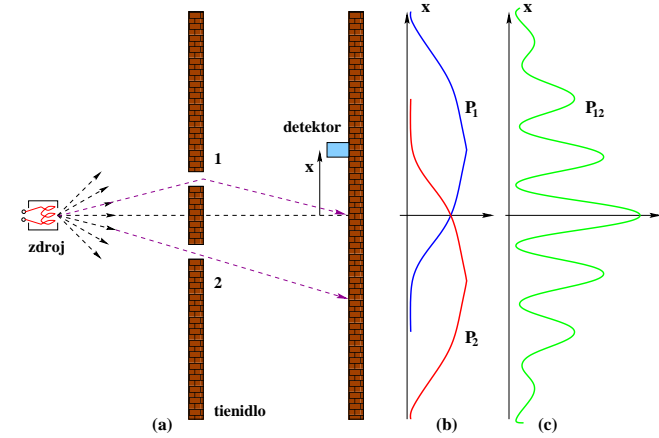 x
x
P1
P12
detektor
1
x
zdroj
2
P2
tienidlo
(a)
(b)
(c)